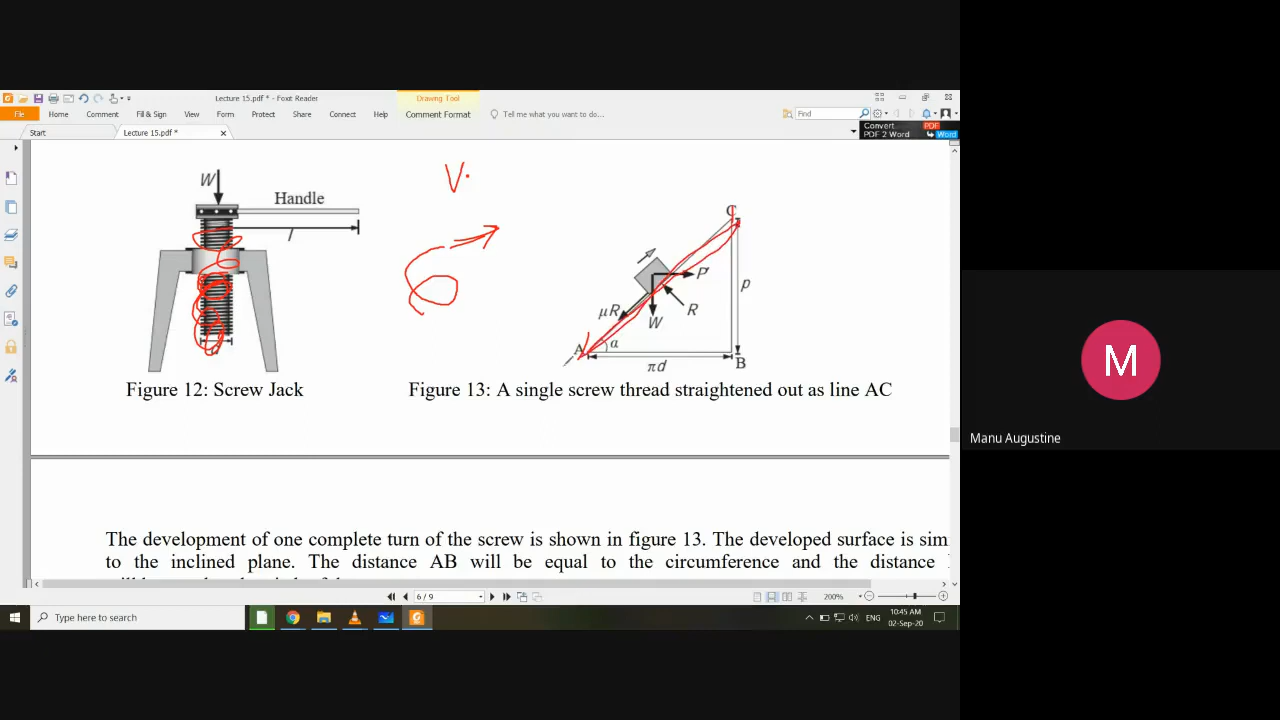 Lecture 15.pdf * - Foxit Reader
Drawing Tool
File
Home
Comment
Fill & Sign
View
Form
Protect
Share
Connect
Help
Comment Format
Tell me what you want to do...
Find
Start
Lecture 15.pdf *
Convert PDF
PDF 2 Word Word
W
Handle
l
V
C
P'
p
μR
R
W
A
α
B
πd
Figure 12: Screw Jack
Figure 13: A single screw thread straightened out as line AC
The development of one complete turn of the screw is shown in figure 13. The developed surface is simi
to the inclined plane. The distance AB will be equal to the circumference and the distance
6 / 9
200%
Type here to search
ENG
10:45 AM
02-Sep-20
M
Manu Augustine